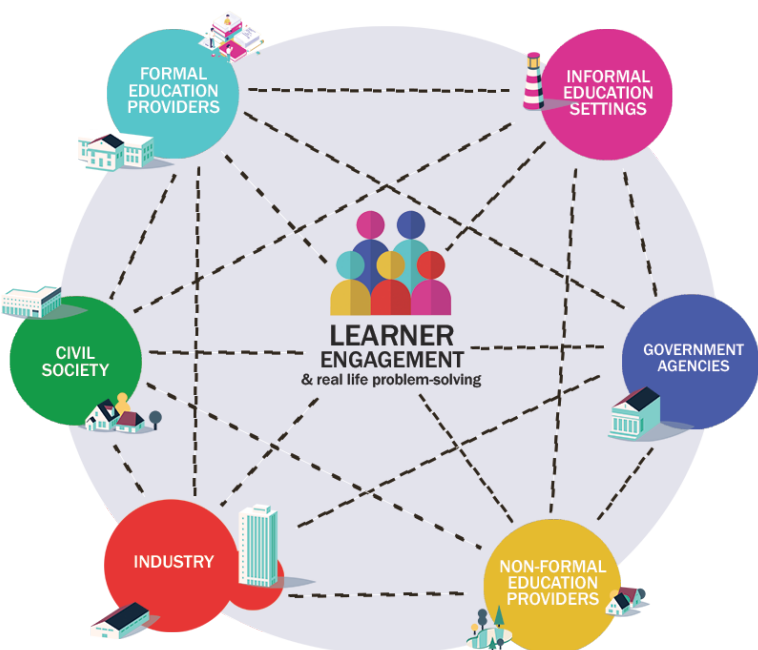 FORMAL
EDUCATION
PROVIDERS
INFORMAL
EDUCATION
SETTINGS
LEARNER
ENGAGEMENT
& real life problem-solving
CIVIL
SOCIETY
GOVERNMENT
AGENCIES
INDUSTRY
NON-FORMAL
EDUCATION
PROVIDERS